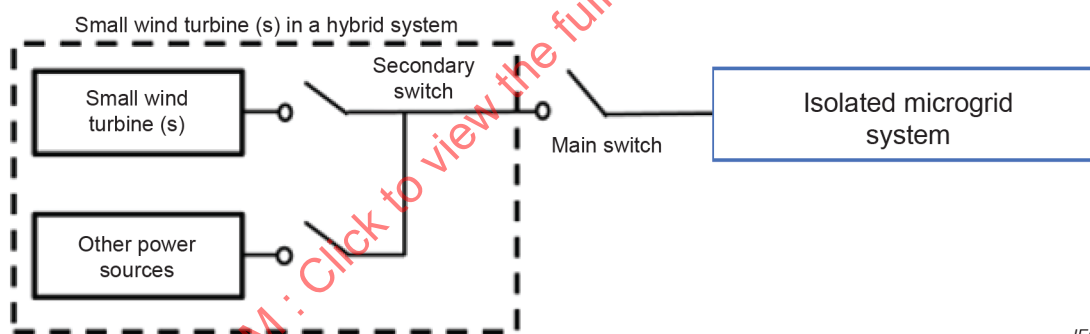 Small wind turbine (s) in a hybrid system
Small wind
turbine (s)
Secondary
switch
Main switch
Isolated microgrid
system
Other power
sources
M : Click to view the full